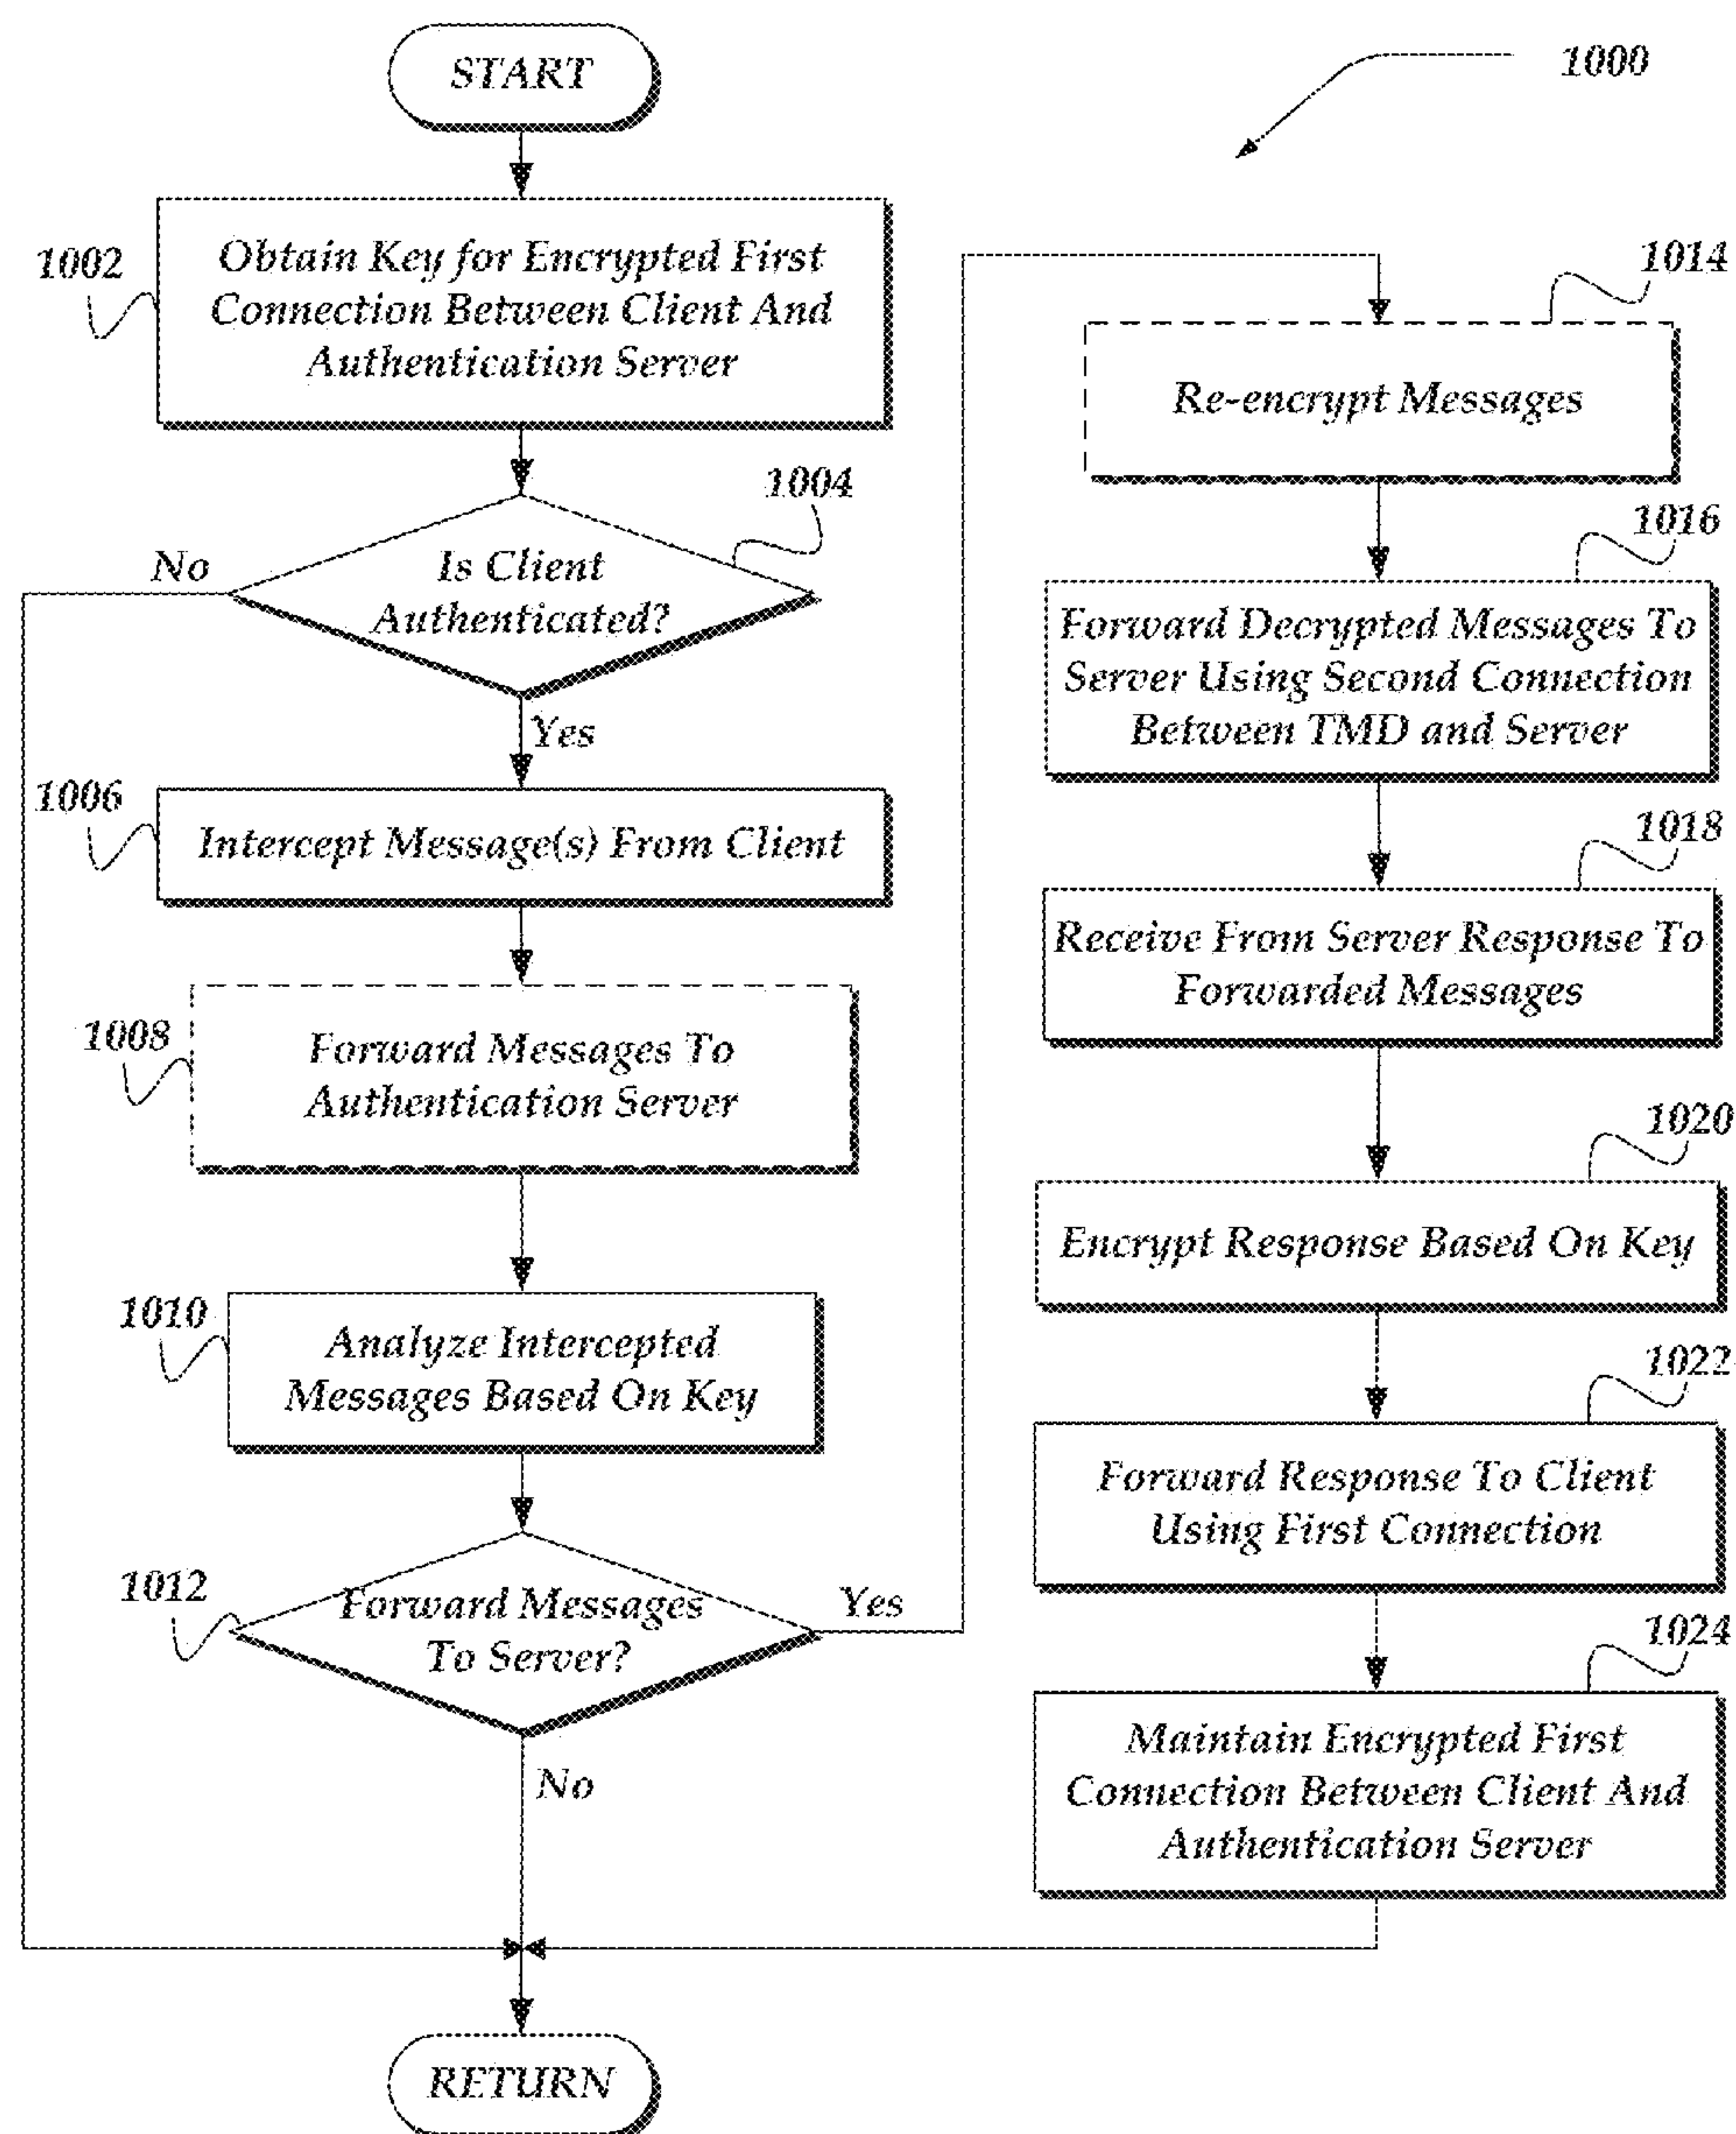 START
1000
1002
Obtain Key for Encrypted First
Connection Between Client And
Authentication Server
1004
No
Is Client
Authenticated?
Yes
1006
Intercept Message(s) From Client
1008
Forward Messages To
Authentication Server
1010
Analyze Intercepted
Messages Based On Key
1012
Forward Messages
To Server?
Yes
No
1014
Re-encrypt Messages
1016
Forward Decrypted Messages To
Server Using Second Connection
Between TMD and Server
1018
Receive From Server Response To
Forwarded Messages
1020
Encrypt Response Based On Key
1022
Forward Response To Client
Using First Connection
1024
Maintain Encrypted First
Connection Between Client And
Authentication Server
RETURN